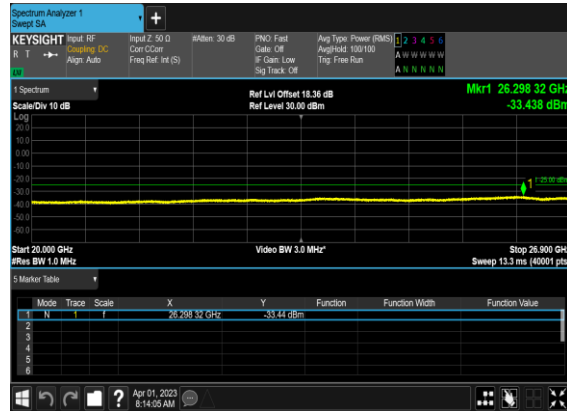 Spectrum Analyzer 1
Swept SA
+
KEYSIGHT Input: RF Input Z: 50 Ω #Atten: 30 dB PNO: Fast Avg Type: Power (RMS) 1 2 3 4 5 6
R T Coupling: DC Corr CCorr Gate: Off Avg|Hold: 100/100 A W W W W W
Align: Auto Freq Ref: Int (S) IF Gain: Low Trig: Free Run
Sig Track: Off A N N N N N
1 Spectrum Ref Lvl Offset 18.36 dB Mkr1 26.298 32 GHz
Scale/Div 10 dB Ref Level 30.00 dBm -33.438 dBm
Log
20.0
10.0
0.00
-10.0
-20.0 1
-30.0
-40.0
-50.0
-60.0
Start 20.000 GHz Video BW 3.0 MHz* Stop 26.900 GHz
#Res BW 1.0 MHz Sweep 13.3 ms (40001 pts
5 Marker Table
Mode Trace Scale X Y Function Function Width Function Value
1 N 1 f 26.298 32 GHz -33.44 dBm
2
3
4
5
6
? Apr 01, 2023
8:14:05 AM